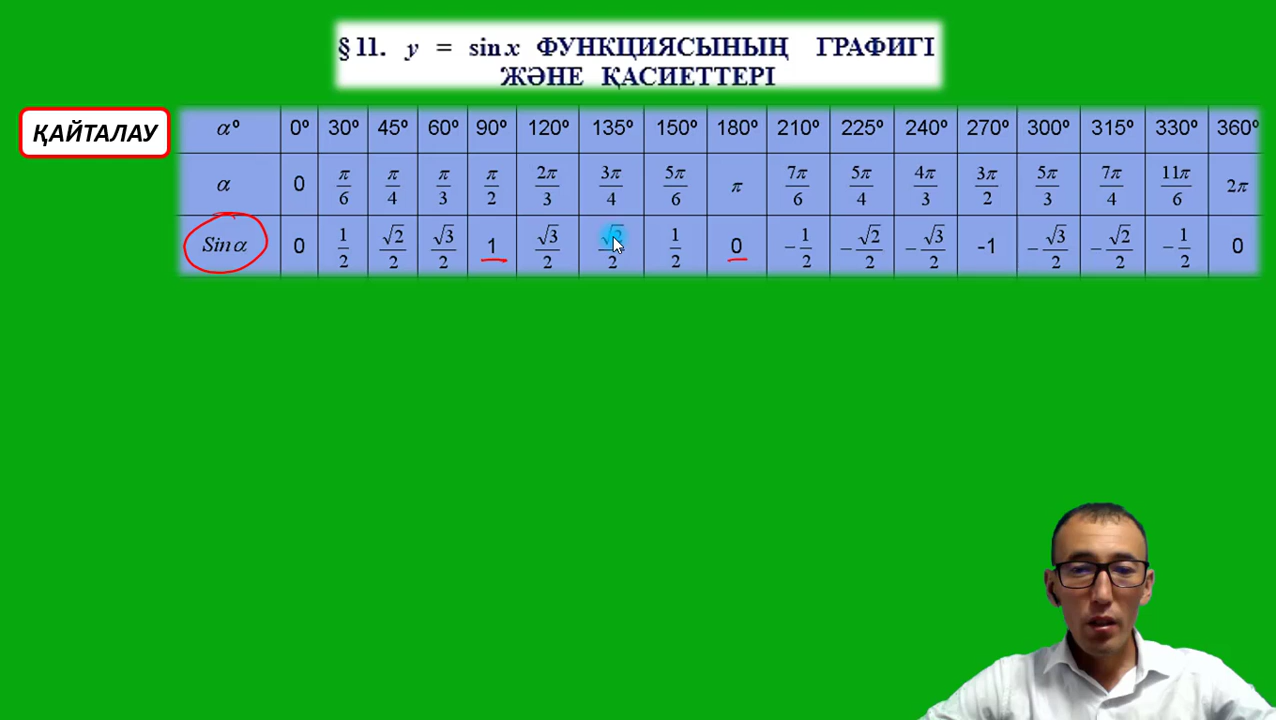 § 11. y = sin x ФУНКЦИЯСЫНЫҢ ГРАФИГІ
ЖӘНЕ ҚАСИЕТТЕРІ
ҚАЙТАЛАУ
α° 0° 30° 45° 60° 90° 120° 135° 150° 180° 210° 225° 240° 270° 300° 315° 330° 360°
α 0 π/6 π/4 π/3 π/2 2π/3 3π/4 5π/6 π 7π/6 5π/4 4π/3 3π/2 5π/3 7π/4 11π/6 2π
Sin α 0 1/2 √2/2 √3/2 1 √3/2 √2/2 1/2 0 -1/2 -√2/2 -√3/2 -1 -√3/2 -√2/2 -1/2 0